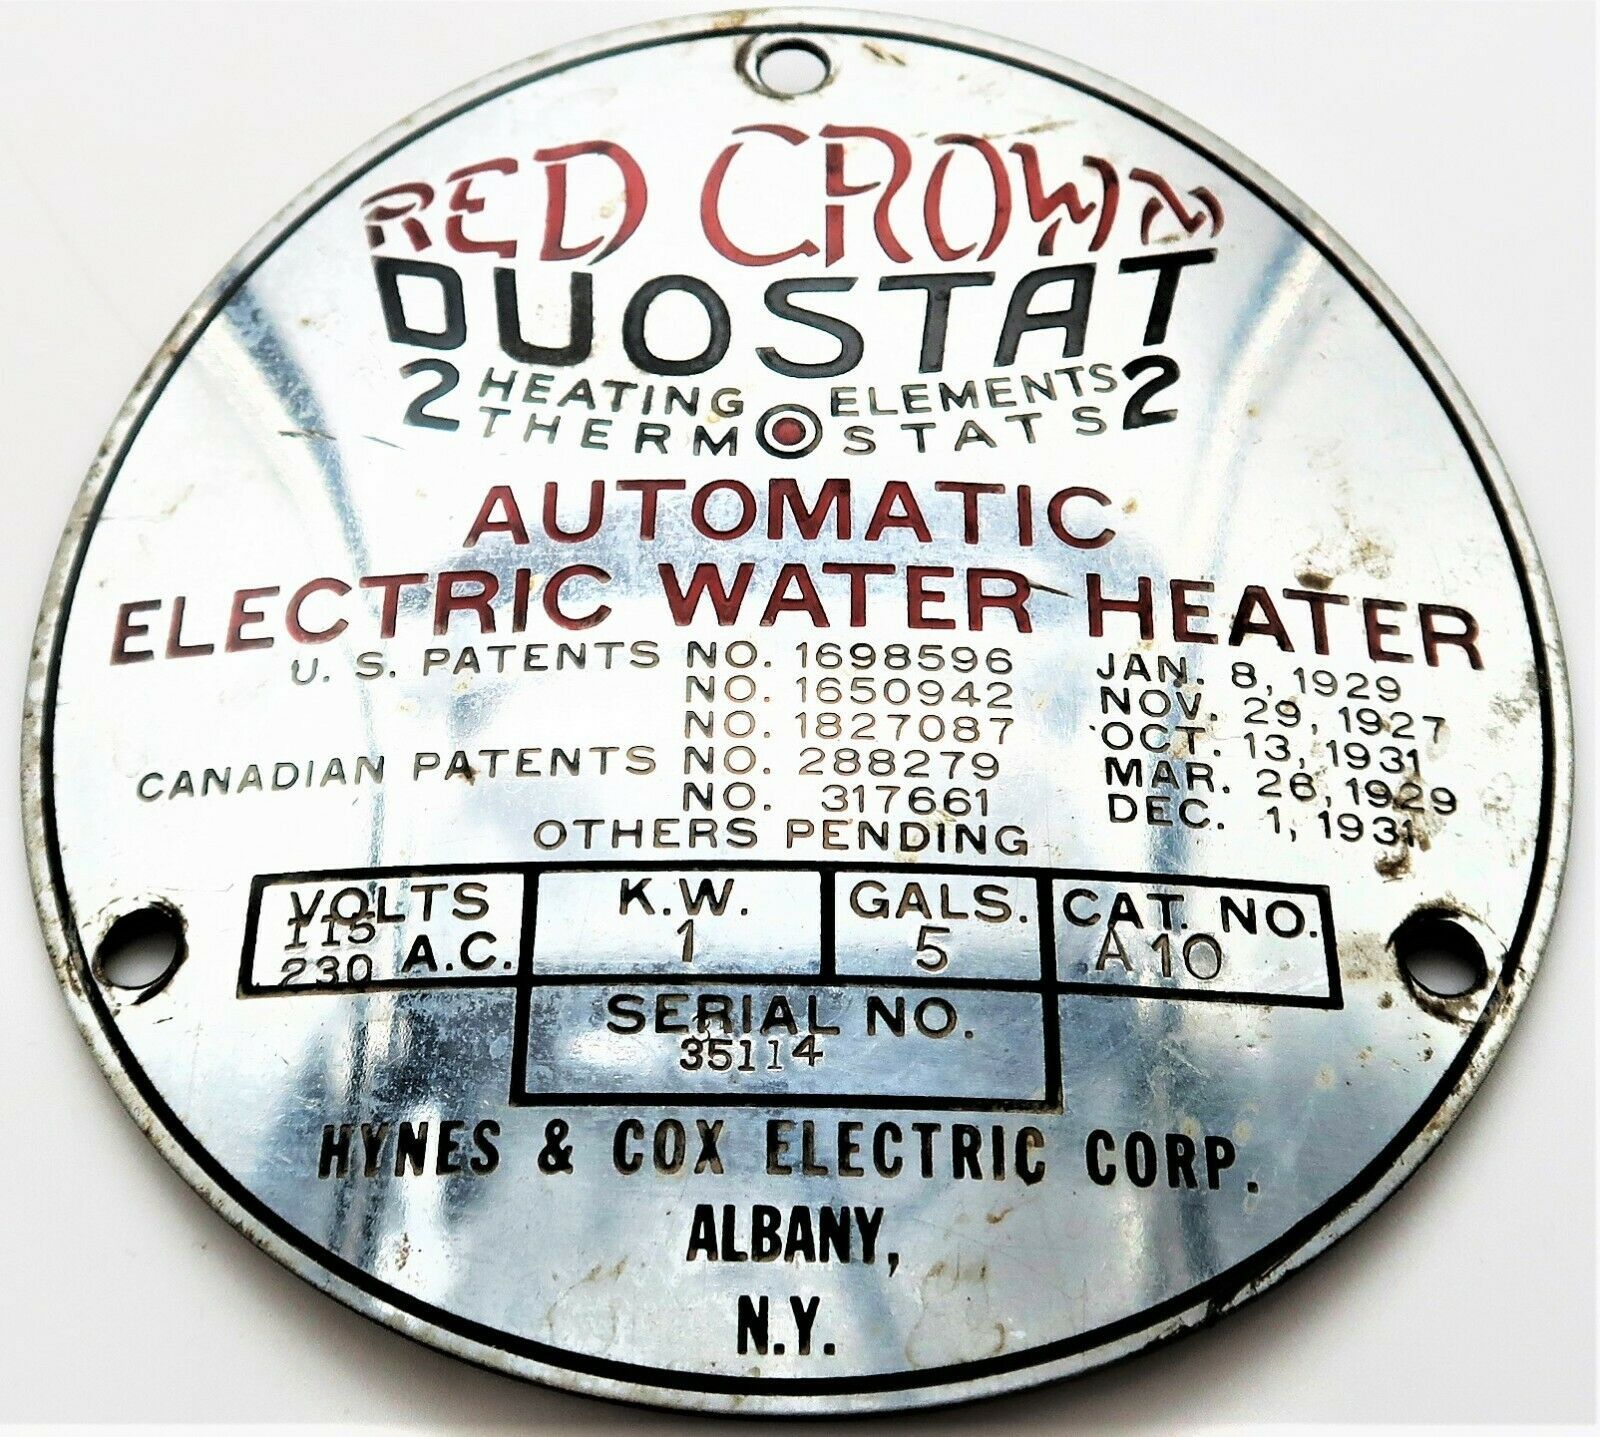 RED CROWN
DUOSTAT
2 HEATING ELEMENTS 2
THERMOSTATS
AUTOMATIC
ELECTRIC WATER HEATER
U. S. PATENTS NO. 1698596 JAN. 8, 1929
NO. 1650942 NOV. 29, 1927
NO. 1827087 OCT. 13, 1931
CANADIAN PATENTS NO. 288279 MAR. 26, 1929
NO. 317661 DEC. 1, 1931
OTHERS PENDING
VOLTS K.W. GALS. CAT. NO.
115 1 5 A10
230 A.C.
SERIAL NO.
35114
HYNES & COX ELECTRIC CORP.
ALBANY,
N.Y.